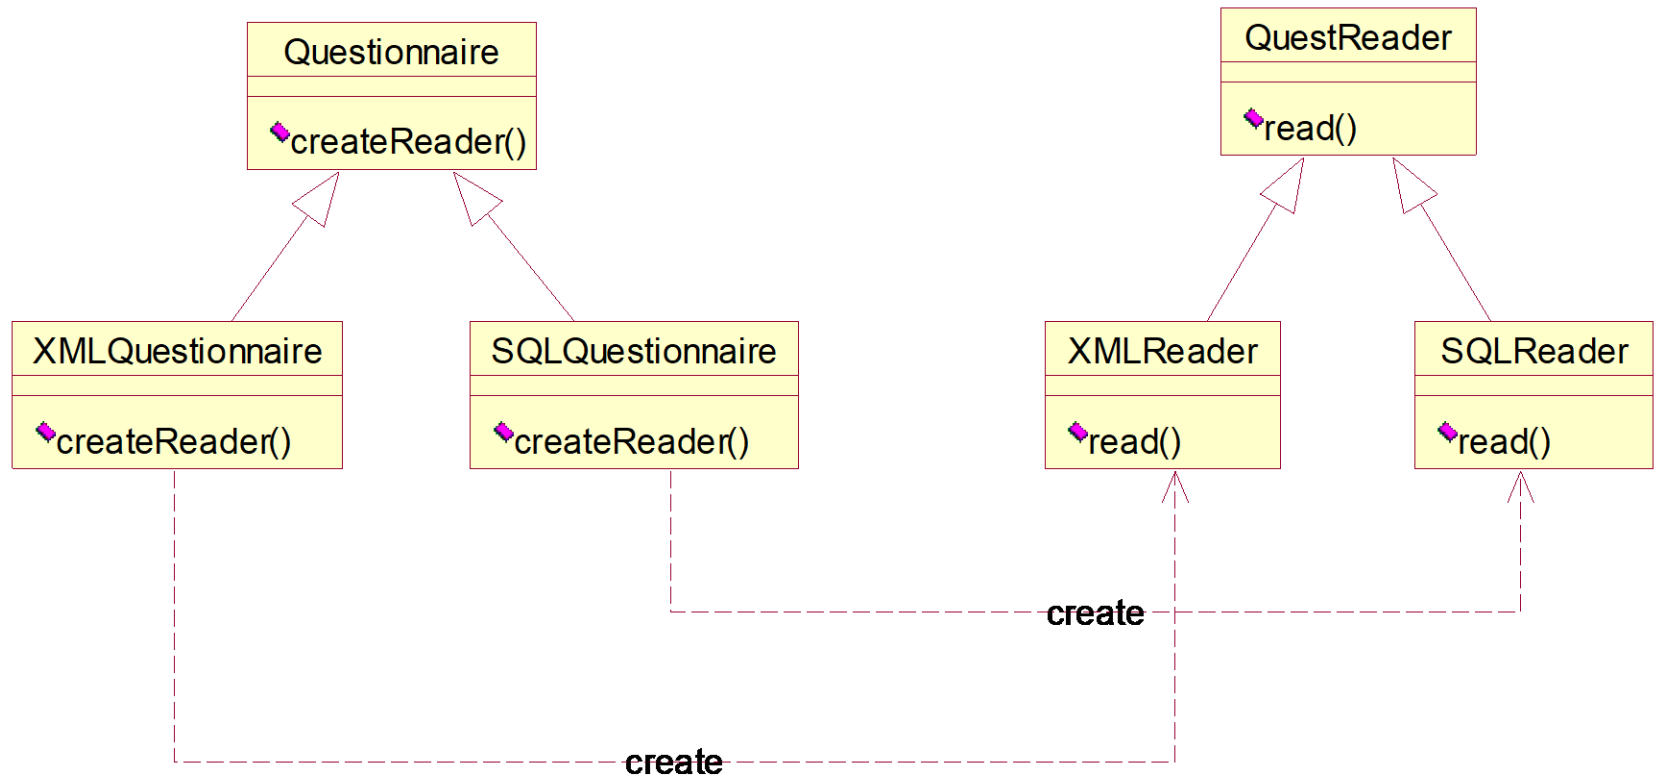 Questionnaire
createReader()
QuestReader
read()
XMLQuestionnaire
createReader()
SQLQuestionnaire
createReader()
XMLReader
read()
SQLReader
read()
create
create